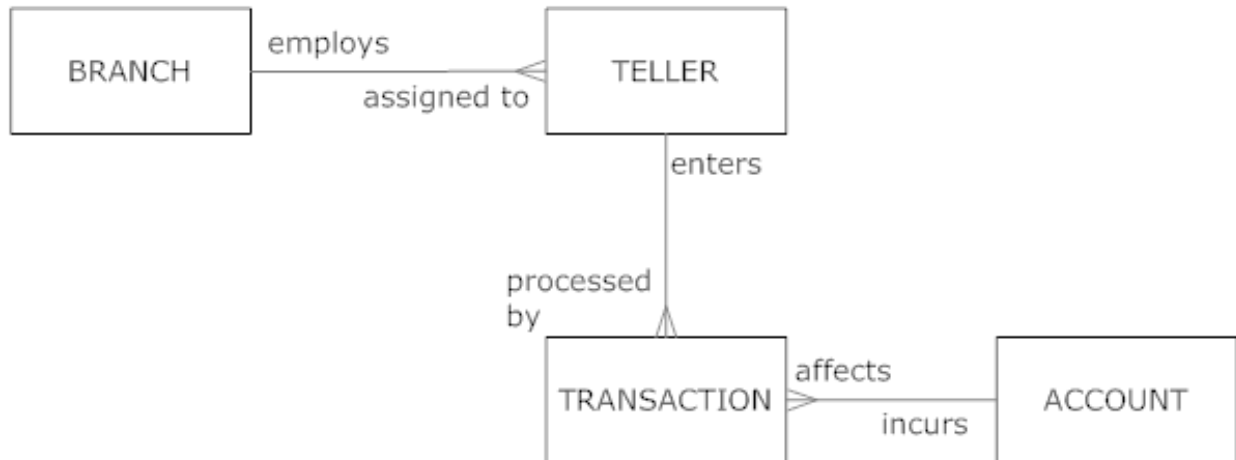 employs
BRANCH
TELLER
assigned to
enters
processed
by
affects
TRANSACTION
ACCOUNT
incurs